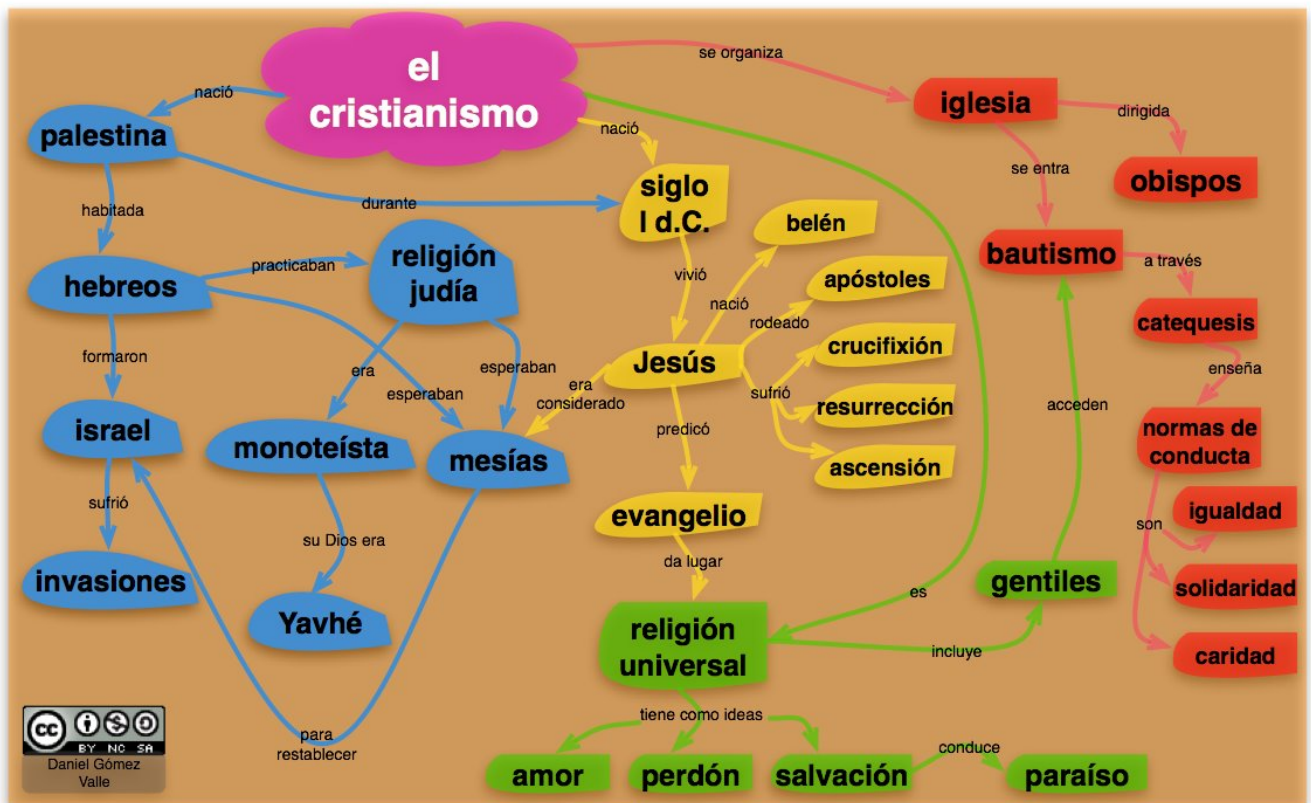 el
cristianismo
se organiza
nació
palestina
nació
iglesia
dirigida
obispos
se entra
habitada
durante
siglo
I d.C.
belén
bautismo
a través
hebreos
practicaban
religión
judía
vivió
nació
apóstoles
rodeado
catequesis
enseña
formaron
era
esperaban
esperaban
era
considerado
Jesús
sufrió
crucifixión
resurrección
ascensión
acceden
normas de
conducta
israel
monoteísta
mesías
predicó
sufrió
su Dios era
evangelio
son
igualdad
solidaridad
caridad
invasiones
Yavhé
da lugar
es
gentiles
religión
universal
incluye
para
restablecer
tiene como ideas
amor
perdón
salvación
conduce
paraíso
cc
BY NC SA
Daniel Gómez
Valle